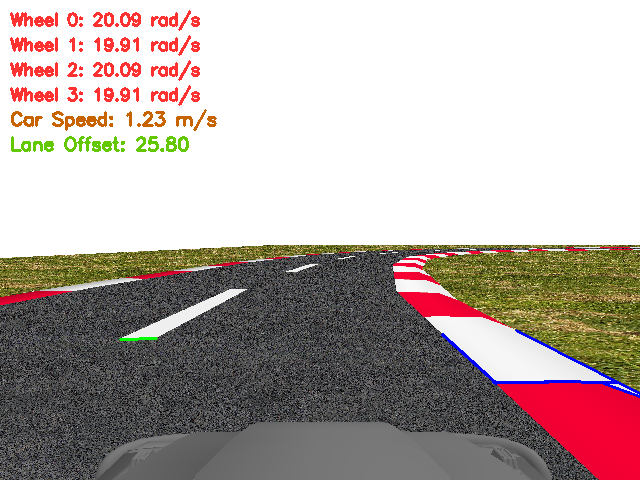 Wheel 0: 20.09 rad/s
Wheel 1: 19.91 rad/s
Wheel 2: 20.09 rad/s
Wheel 3: 19.91 rad/s
Car Speed: 1.23 m/s
Lane Offset: 25.80